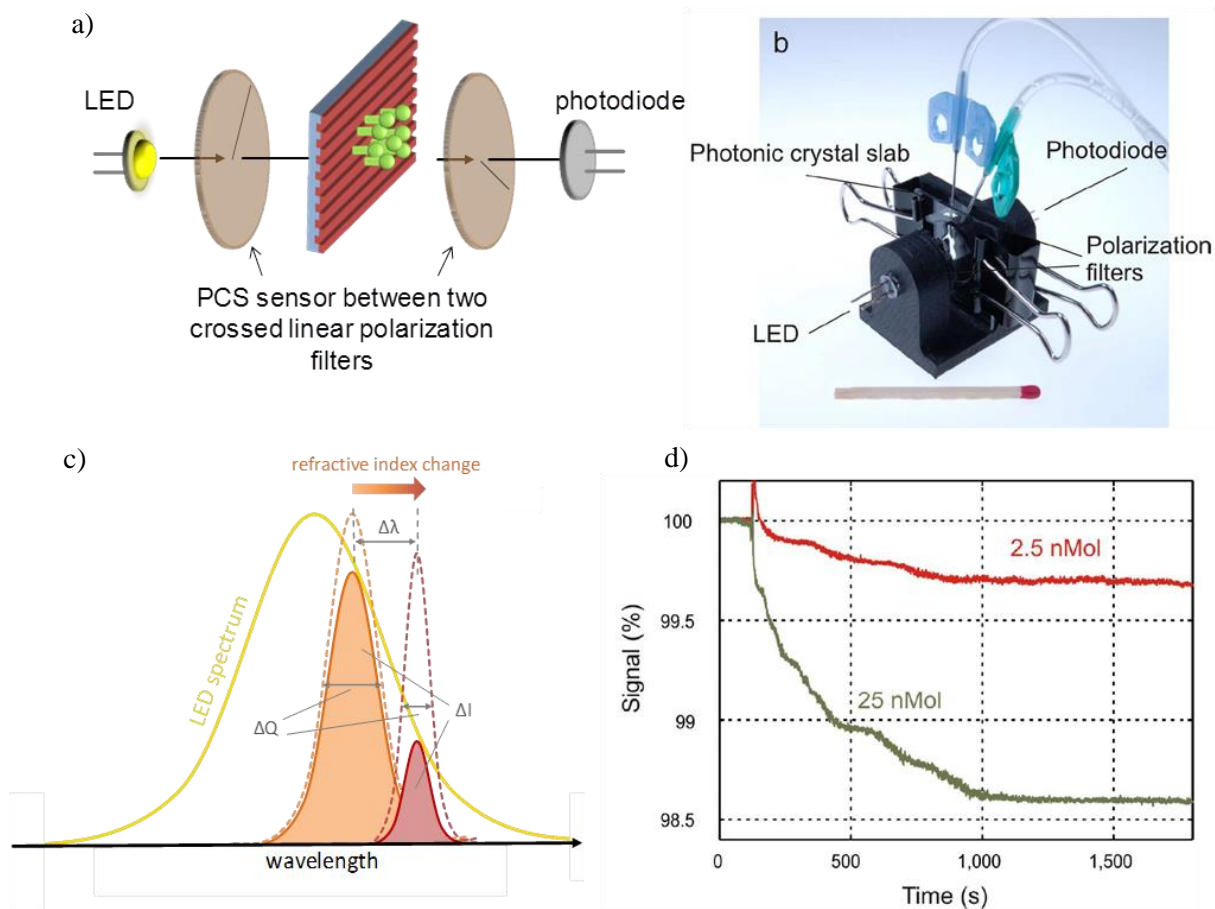 a)
LED
photodiode
PCS sensor between two
crossed linear polarization
filters
b
Photonic crystal slab
Photodiode
Polarization
filters
LED
c)
refractive index change
Δλ
LED spectrum
ΔQ
ΔI
wavelength
d)
Signal (%)
100
99.5
99
98.5
2.5 nMol
25 nMol
0
500
1,000
1,500
Time (s)